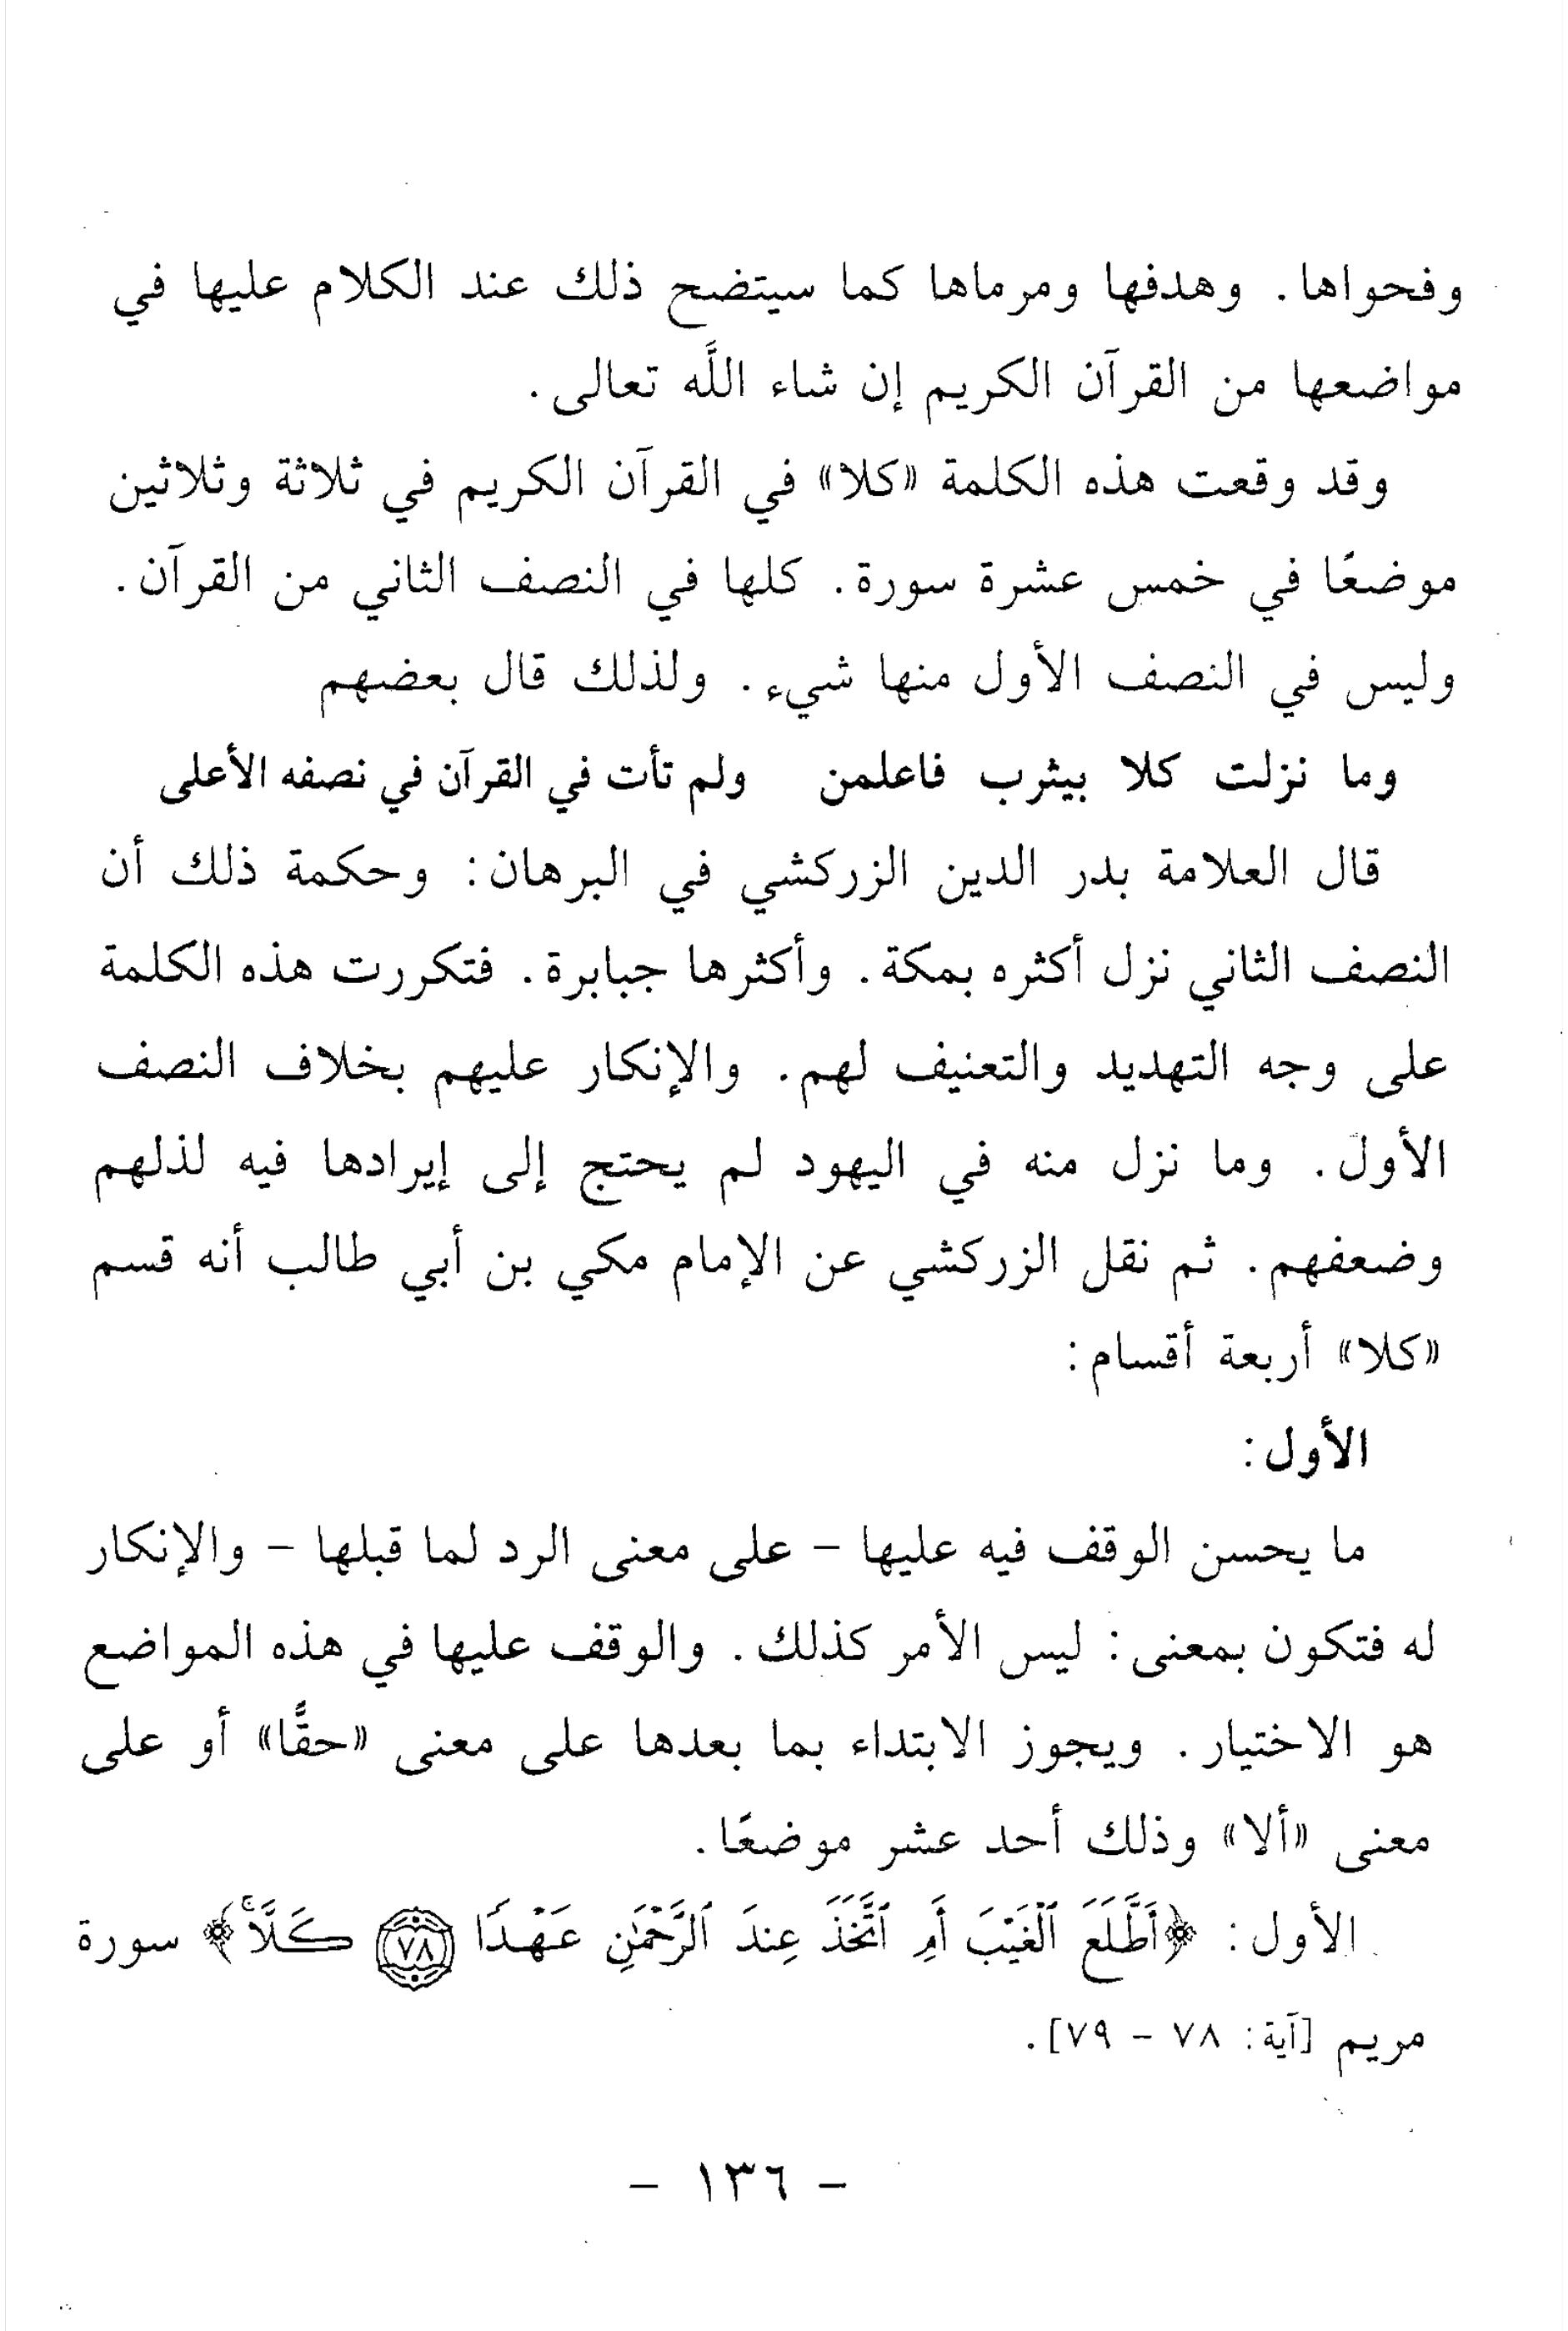 وفحواها. وهدفها ومرماها كما سيتضح ذلك عند الكلام عليها في
مواضعها من القرآن الكريم إن شاء اللَّه تعالى.
وقد وقعت هذه الكلمة «كلا» في القرآن الكريم في ثلاثة وثلاثين
موضعًا في خمس عشرة سورة. كلها في النصف الثاني من القرآن.
وليس في النصف الأول منها شيء. ولذلك قال بعضهم
وما نزلت كلا بيثرب فاعلمن ولم تأت في القرآن في نصفه الأعلى
قال العلامة بدر الدين الزركشي في البرهان: وحكمة ذلك أن
النصف الثاني نزل أكثره بمكة. وأكثرها جبابرة. فتكررت هذه الكلمة
على وجه التهديد والتعنيف لهم. والإنكار عليهم بخلاف النصف
الأول. وما نزل منه في اليهود لم يحتج إلى إيرادها فيه لذلهم
وضعفهم. ثم نقل الزركشي عن الإمام مكي بن أبي طالب أنه قسم
«كلا» أربعة أقسام:
الأول:
ما يحسن الوقف فيه عليها – على معنى الرد لما قبلها – والإنكار
له فتكون بمعنى: ليس الأمر كذلك. والوقف عليها في هذه المواضع
هو الاختيار. ويجوز الابتداء بما بعدها على معنى «حقًّا» أو على
معنى «ألا» وذلك أحد عشر موضعًا.
الأول: ﴿أَطَّلَعَ ٱلْغَيْبَ أَمِ ٱتَّخَذَ عِندَ ٱلرَّحْمَٰنِ عَهْدًا ٧٨ كَلَّاۚ﴾ سورة
مريم [آية: ٧٨ – ٧٩].
– ١٣٦ –